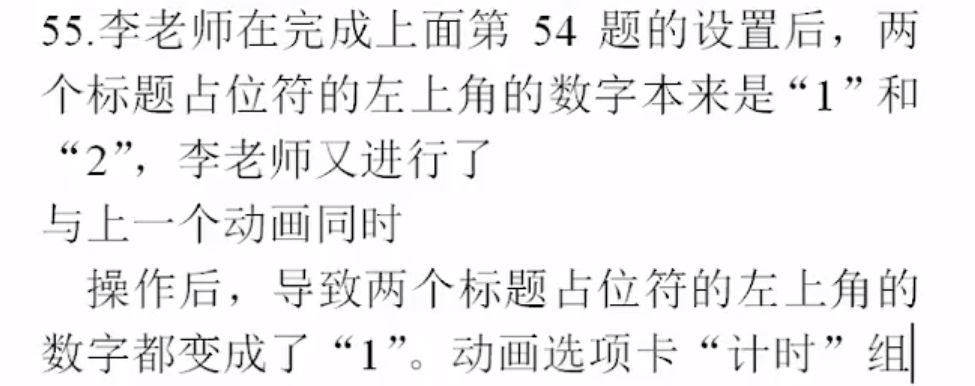 55.李老师在完成上面第 54 题的设置后，两
个标题占位符的左上角的数字本来是“1”和
“2”，李老师又进行了
与上一个动画同时
操作后，导致两个标题占位符的左上角的
数字都变成了“1”。动画选项卡“计时”组